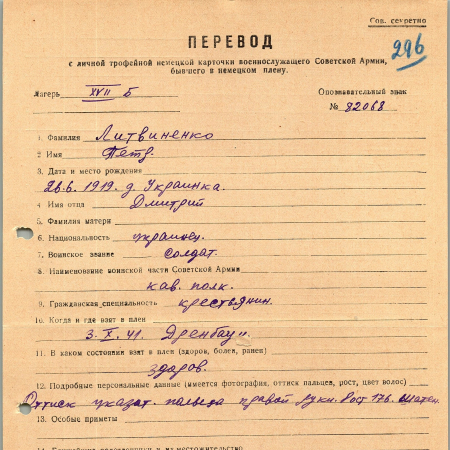 Сов. секретно
296
ПЕРЕВОД
с личной трофейной немецкой карточки военнослужащего Советской Армии,
бывшего в немецком плену.
Лагерь XVII Б
Опознавательный знак
№ 82068
1. Фамилия Литвиненко
2 Имя Петр.
3. Дата и место рождение
26.6. 1919. д. Украинка.
4. Имя отца Дмитрий
5. Фамилия матери
6. Национальность украинец.
7. Воинское звание солдат.
8. Наименование воинской части Советской Армии
кав. полк.
9. Гражданская специальность крестьянин.
10. Когда и где взят в плен
3. X. 41. Дренбаун.
11. В каком состоянии взят в плен (здоров, болен, ранен)
здоров.
12. Подробные персональные данные (имеется фотография, оттиск пальцев, рост, цвет волос)
Оттиск указат. пальца правой руки. Рост 176. Шатен.
13. Особые приметы